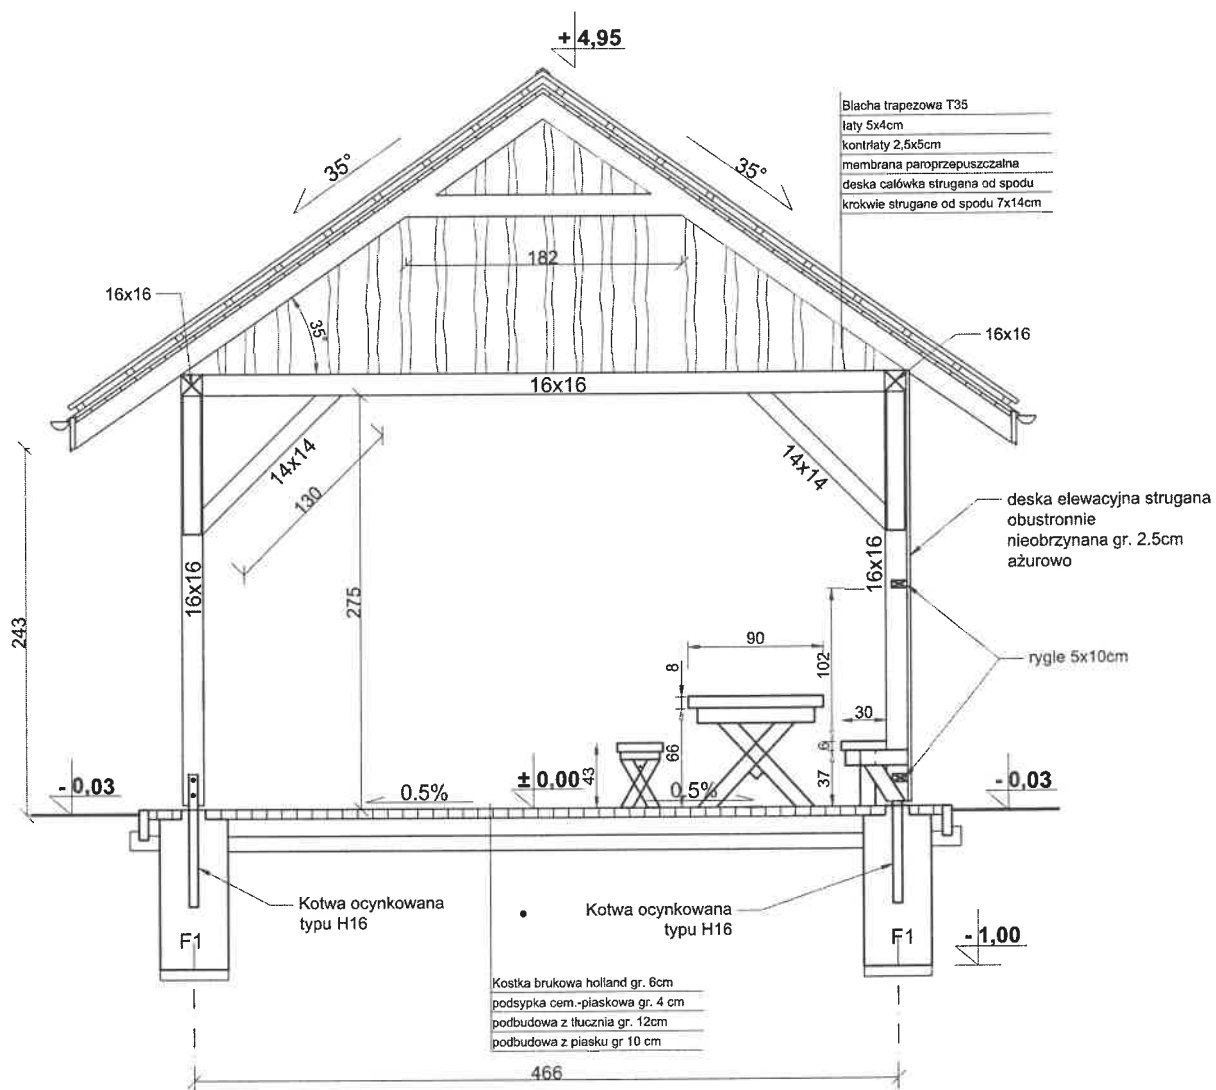 + 4,95
Blacha trapezowa T35
łaty 5x4cm
kontrłaty 2,5x5cm
membrana paroprzepuszczalna
deska calówka strugana od spodu
krokwie strugane od spodu 7x14cm
35°
35°
182
16x16
35°
16x16
16x16
14x14
130
14x14
deska elewacyjna strugana
obustronnie
nieobrzynana gr. 2.5cm
ażurowo
16x16
16x16
275
243
90
102
8
rygle 5x10cm
30
66
6
43
37
- 0,03
0.5%
± 0,00
0.5%
- 0,03
Kotwa ocynkowana
typu H16
Kotwa ocynkowana
typu H16
F1
F1
- 1,00
Kostka brukowa holland gr. 6cm
podsypka cem.-piaskowa gr. 4 cm
podbudowa z tłucznia gr. 12cm
podbudowa z piasku gr 10 cm
466